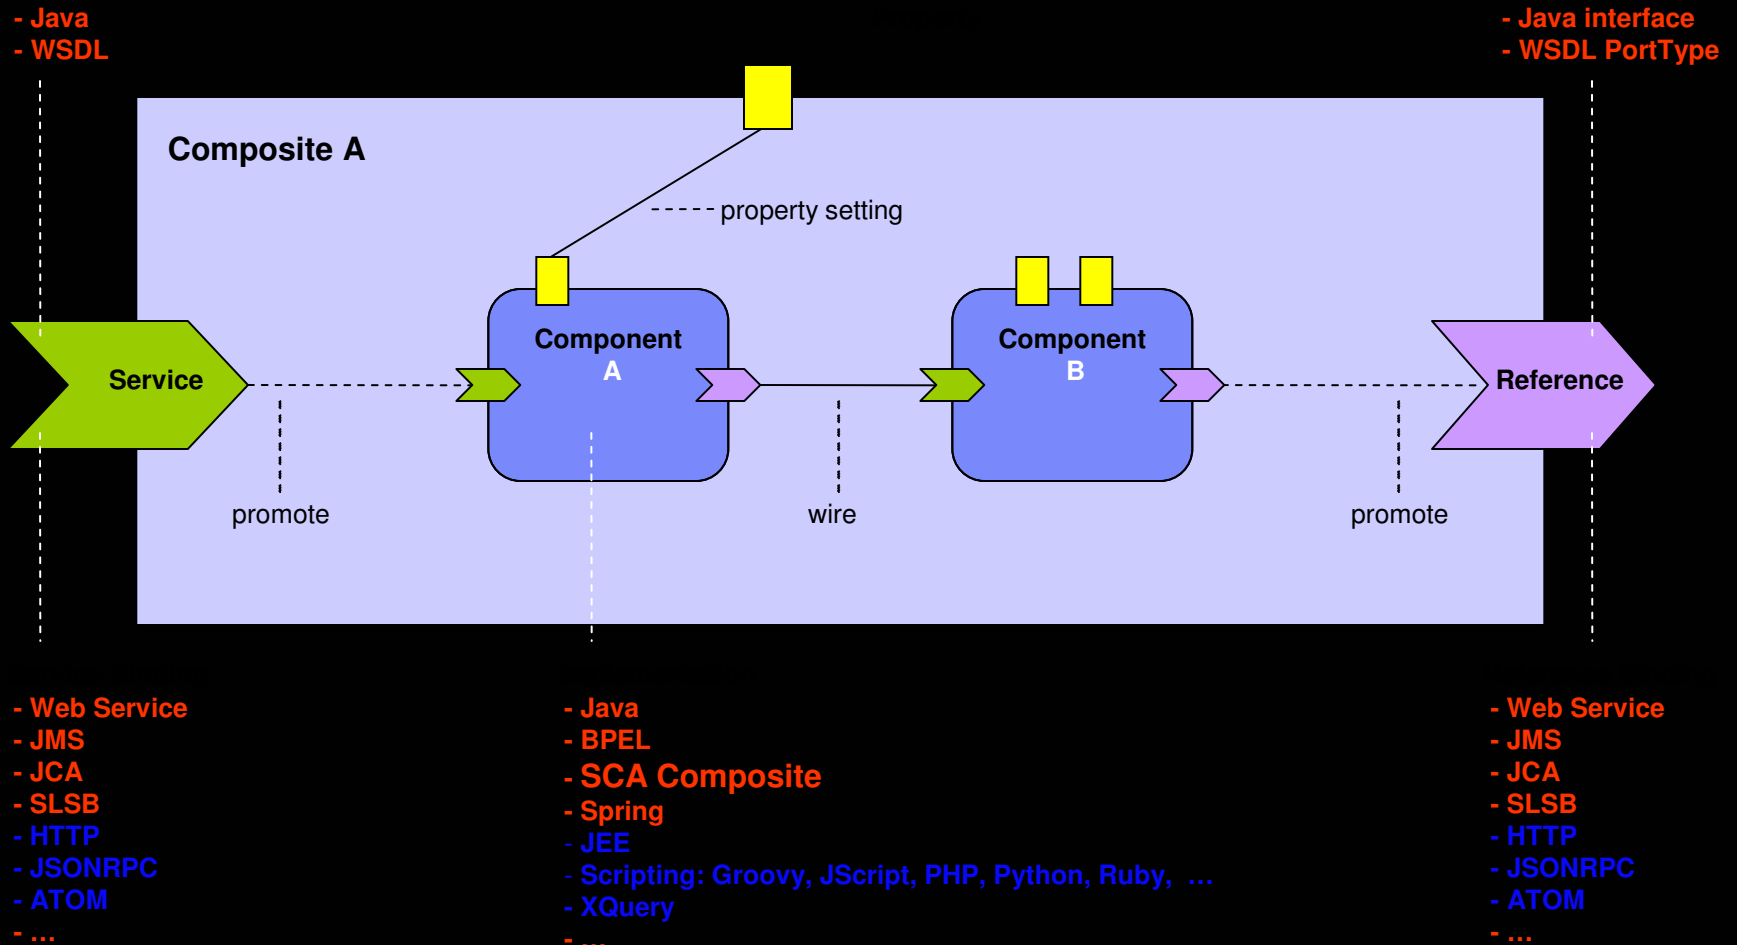 - Java
- WSDL
- Java interface
- WSDL PortType
Composite A
property setting
Service
Component
A
Component
B
Reference
promote
wire
promote
- Web Service
- JMS
- JCA
- SLSB
- HTTP
- JSONRPC
- ATOM
- ...
- Java
- BPEL
- SCA Composite
- Spring
- JEE
- Scripting: Groovy, JScript, PHP, Python, Ruby, ...
- XQuery
- ...
- Web Service
- JMS
- JCA
- SLSB
- HTTP
- JSONRPC
- ATOM
- ...